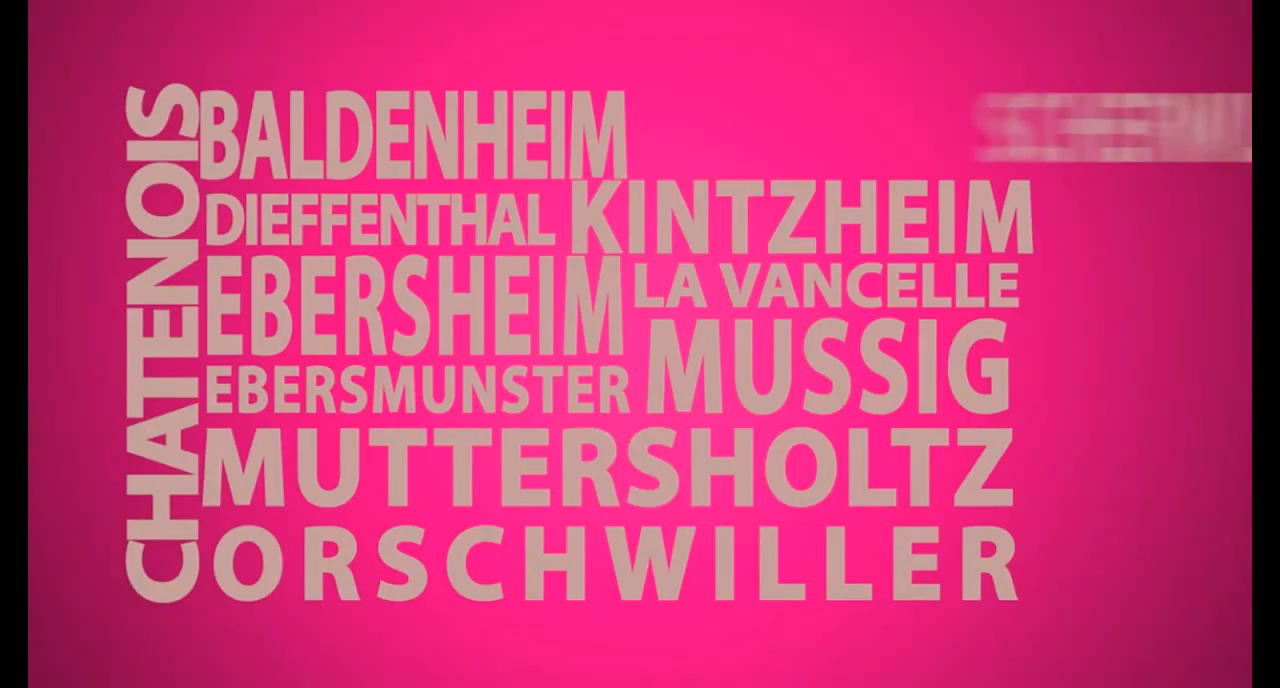 CHATENOIS
BALDENHEIM
DIEFFENTHAL KINTZHEIM
EBERSHEIM LA VANCELLE
EBERSMUNSTER MUSSIG
MUTTERSHOLTZ
ORSCHWILLER